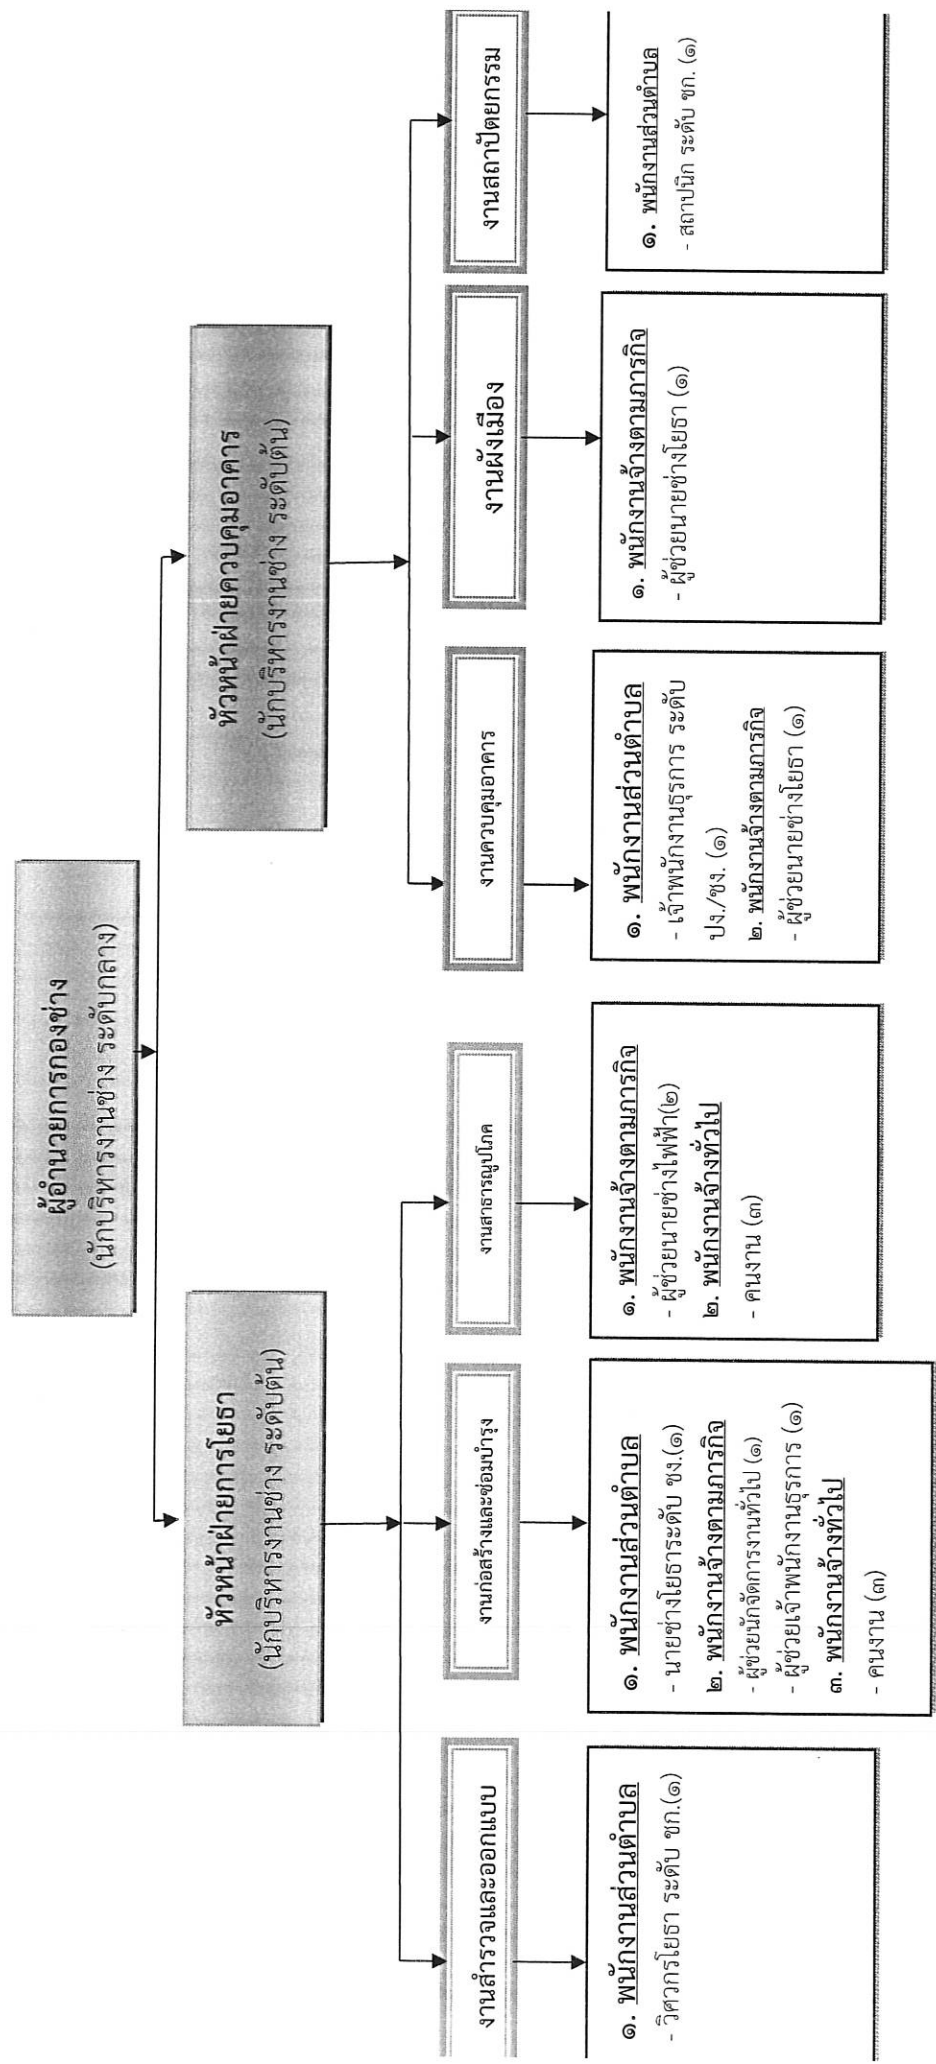 ผู้อำนวยการกองช่าง
(นักบริหารงานช่าง ระดับกลาง)
หัวหน้าฝ่ายการโยธา
(นักบริหารงานช่าง ระดับต้น)
หัวหน้าฝ่ายควบคุมอาคาร
(นักบริหารงานช่าง ระดับต้น)
งานสำรวจและออกแบบ
งานก่อสร้างและซ่อมบำรุง
งานสาธารณูปโภค
งานควบคุมอาคาร
งานผังเมือง
งานสถาปัตยกรรม
๑. พนักงานส่วนตำบล
- วิศวกรโยธา ระดับ ชก.(๑)
๑. พนักงานส่วนตำบล
- นายช่างโยธาระดับ ชง.(๑)
๒. พนักงานจ้างตามภารกิจ
- ผู้ช่วยนักจัดการงานทั่วไป (๑)
- ผู้ช่วยเจ้าพนักงานธุรการ (๑)
๓. พนักงานจ้างทั่วไป
- คนงาน (๓)
๑. พนักงานจ้างตามภารกิจ
- ผู้ช่วยนายช่างไฟฟ้า(๒)
๒. พนักงานจ้างทั่วไป
- คนงาน (๓)
๑. พนักงานส่วนตำบล
- เจ้าพนักงานธุรการ ระดับ
ปง./ชง. (๑)
๒. พนักงานจ้างตามภารกิจ
- ผู้ช่วยนายช่างโยธา (๑)
๑. พนักงานจ้างตามภารกิจ
- ผู้ช่วยนายช่างโยธา (๑)
๑. พนักงานส่วนตำบล
- สถาปนิก ระดับ ชก. (๑)